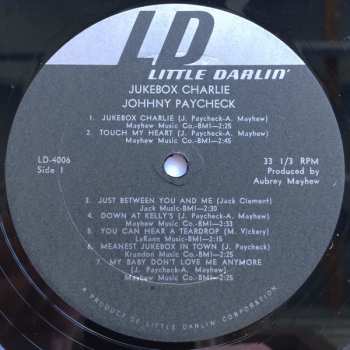 LD
LITTLE DARLIN'
JUKEBOX CHARLIE
JOHNNY PAYCHECK
1. JUKEBOX CHARLIE (J. Paycheck-A. Mayhew)
Mayhew Music Co.-BMI-2:25
2. TOUCH MY HEART (J. Paycheck-A. Mayhew)
Mayhew Music Co.-BMI-2:45
LD-4006
Side 1
33 1/3 RPM
Produced by
Aubrey Mayhew
3. JUST BETWEEN YOU AND ME (Jack Clement)
Jack Music-BMI-2:30
4. DOWN AT KELLY'S (J. Paycheck-A. Mayhew)
Mayhew Music Co.-BMI-2:33
5. YOU CAN HEAR A TEARDROP (M. Vickery)
LeRann Music-BMI-2:15
6. MEANEST JUKEBOX IN TOWN (J. Paycheck)
Krundon Music Co.-BMI-2:25
7. MY BABY DON'T LOVE ME ANYMORE
(J. Paycheck-A. Mayhew)
Mayhew Music Co.-BMI-2:25
A PRODUCT OF LITTLE DARLIN CORPORATION